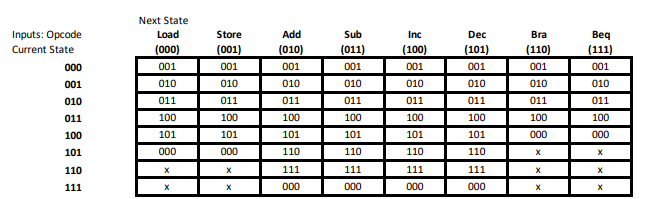 Next State
Inputs: Opcode Load Store Add Sub Inc Dec Bra Beq
Current State (000) (001) (010) (011) (100) (101) (110) (111)
000 001 001 001 001 001 001 001 001
001 010 010 010 010 010 010 010 010
010 011 011 011 011 011 011 011 011
011 100 100 100 100 100 100 100 100
100 101 101 101 101 101 101 000 000
101 000 000 110 110 110 110 x x
110 x x 111 111 111 111 x x
111 x x 000 000 000 000 x x